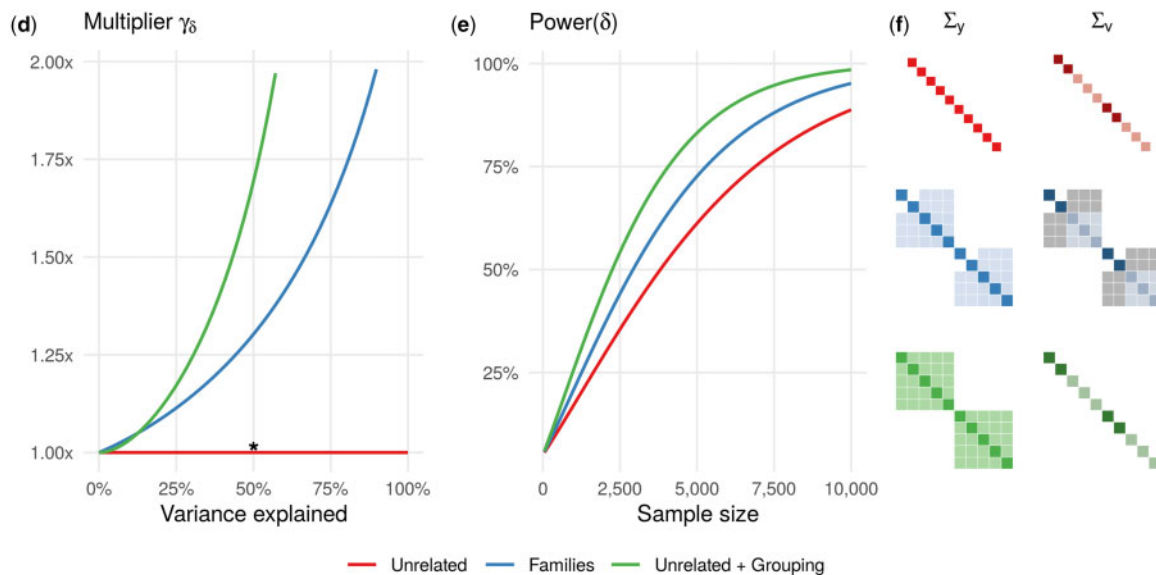 (d) Multiplier γδ
2.00x
1.75x
1.50x
1.25x
1.00x
*
0% 25% 50% 75% 100%
Variance explained
(e) Power(δ)
100%
75%
50%
25%
0 2,500 5,000 7,500 10,000
Sample size
(f) Σy Σv
Unrelated Families Unrelated + Grouping